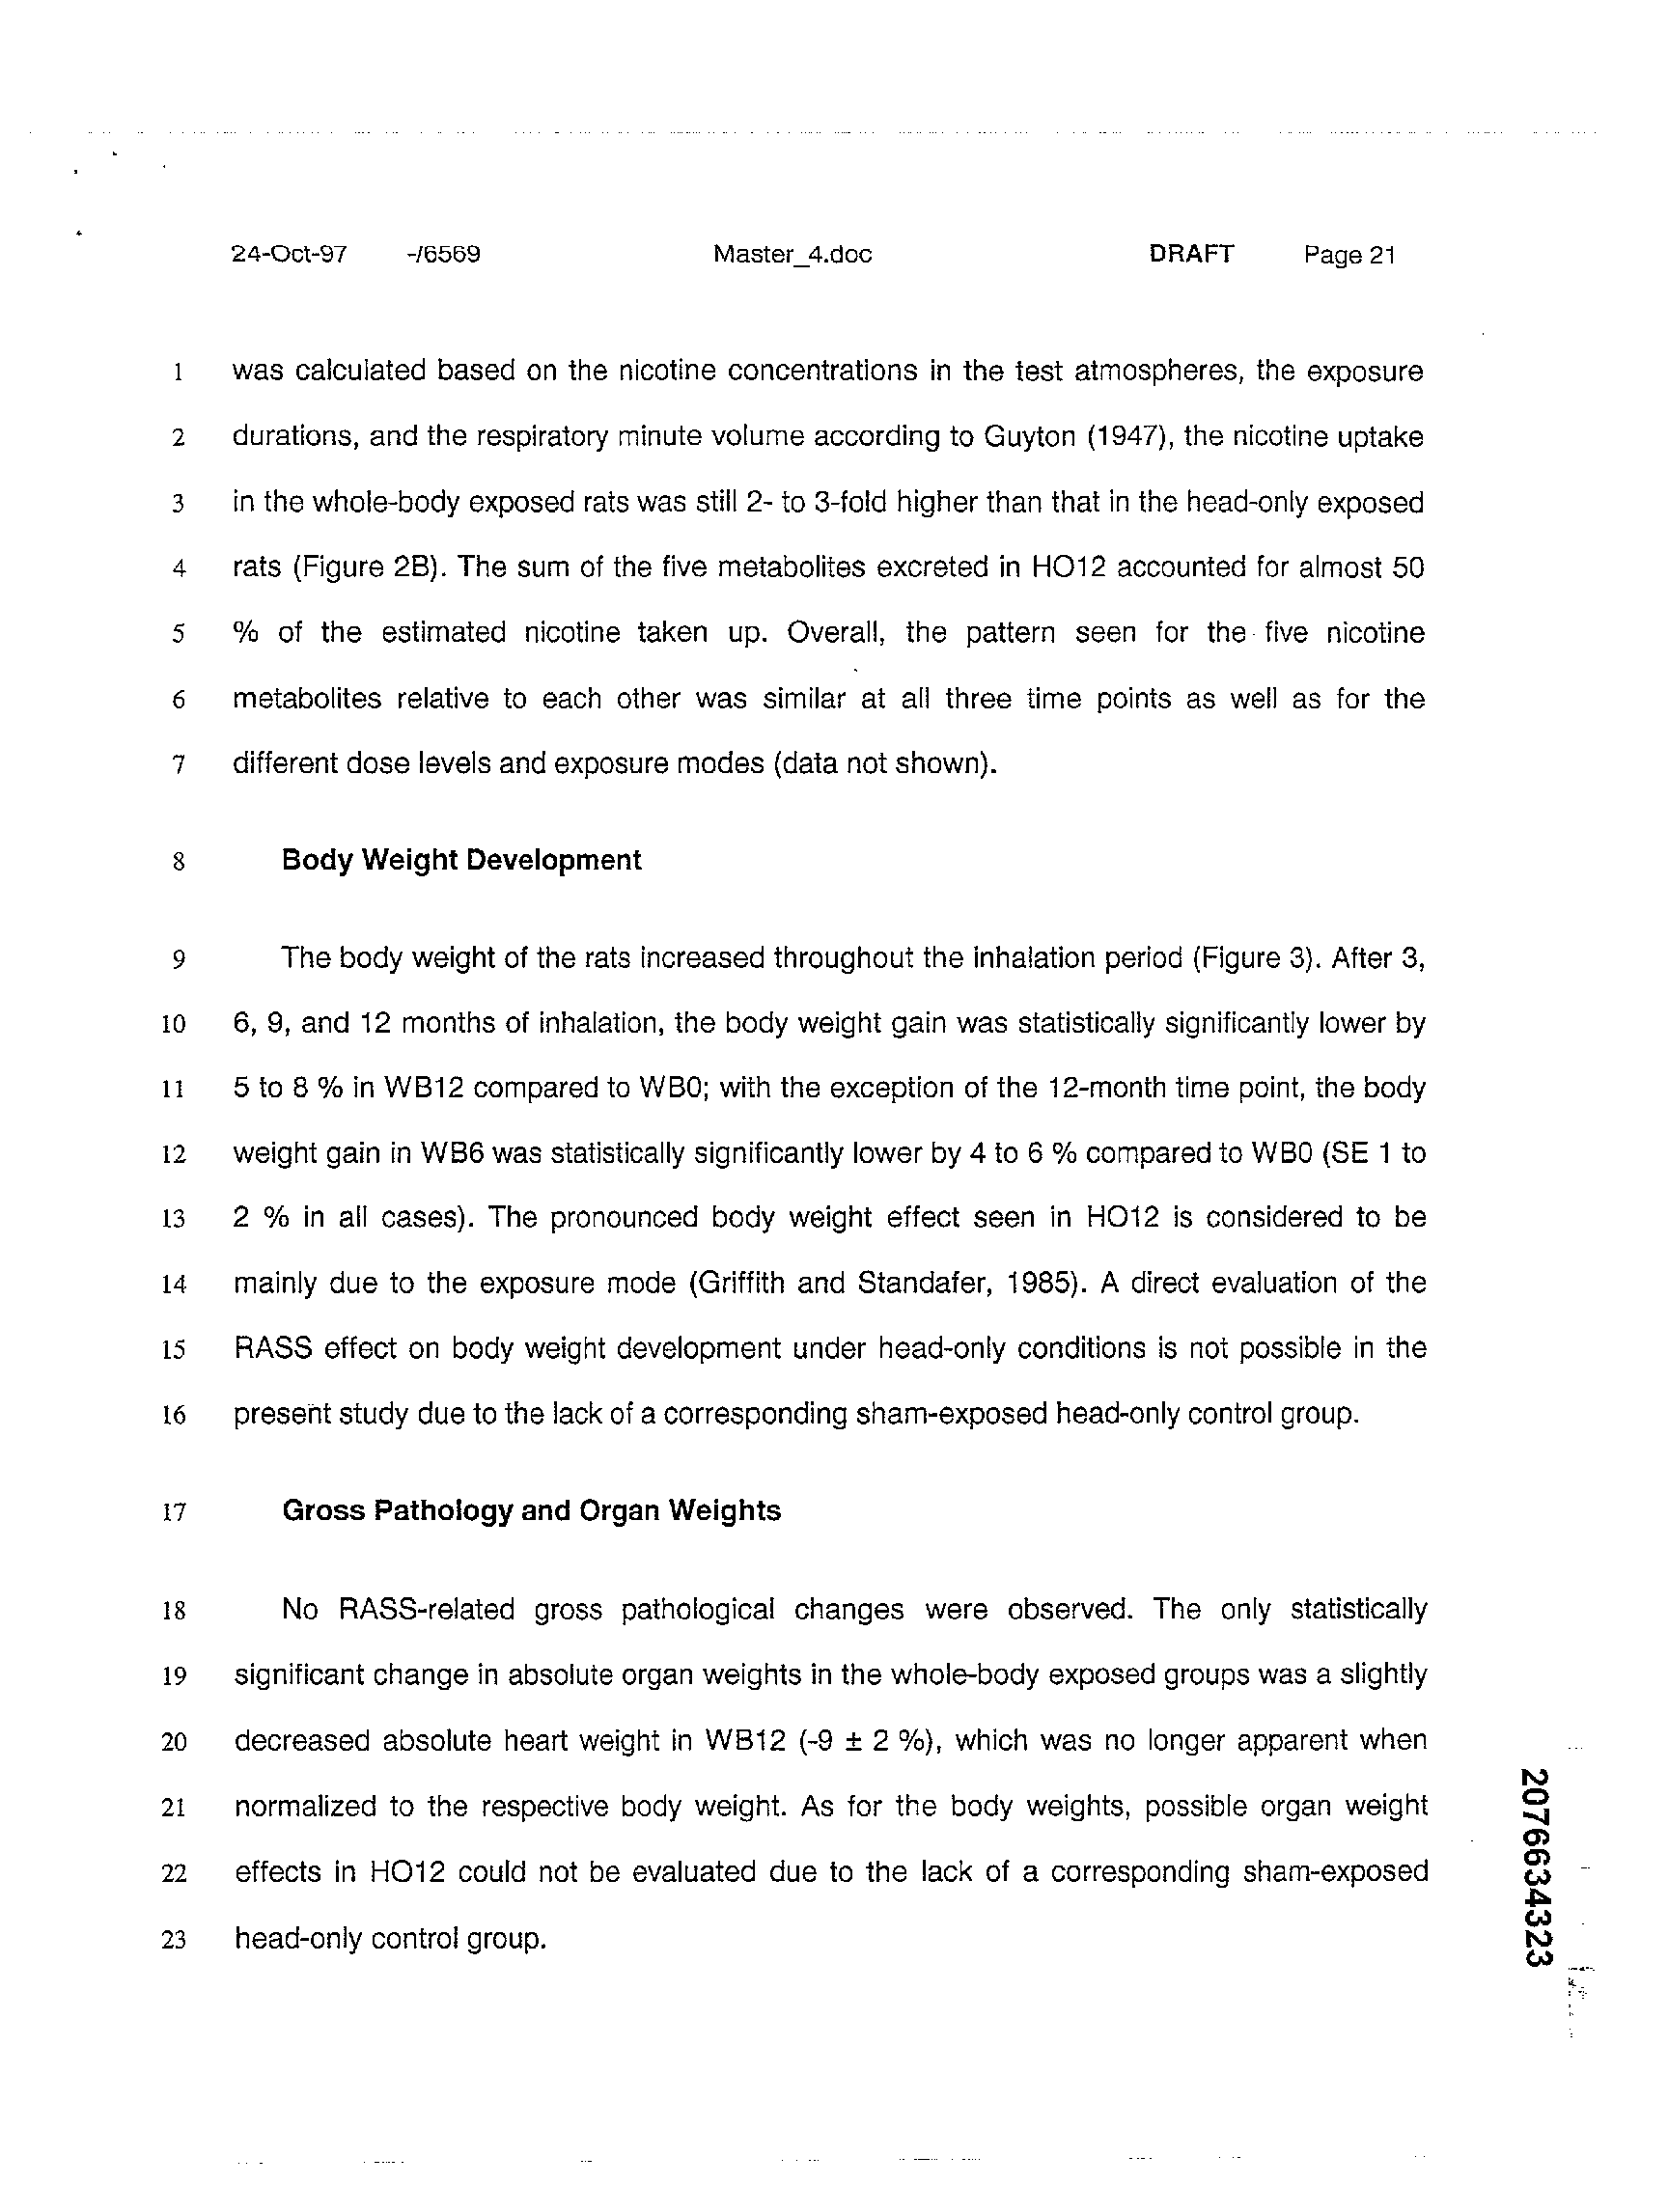 24-Oct-97 -/6569 Master_4.doc DRAFT Page 21
1 was calculated based on the nicotine concentrations in the test atmospheres, the exposure
2 durations, and the respiratory minute volume according to Guyton (1947), the nicotine uptake
3 in the whole-body exposed rats was still 2- to 3-fold higher than that in the head-only exposed
4 rats (Figure 2B). The sum of the five metabolites excreted in HO12 accounted for almost 50
5 % of the estimated nicotine taken up. Overall, the pattern seen for the five nicotine
6 metabolites relative to each other was similar at all three time points as well as for the
7 different dose levels and exposure modes (data not shown).
8 Body Weight Development
9 The body weight of the rats increased throughout the inhalation period (Figure 3). After 3,
10 6, 9, and 12 months of inhalation, the body weight gain was statistically significantly lower by
11 5 to 8 % in WB12 compared to WB0; with the exception of the 12-month time point, the body
12 weight gain in WB6 was statistically significantly lower by 4 to 6 % compared to WB0 (SE 1 to
13 2 % in all cases). The pronounced body weight effect seen in HO12 is considered to be
14 mainly due to the exposure mode (Griffith and Standafer, 1985). A direct evaluation of the
15 RASS effect on body weight development under head-only conditions is not possible in the
16 present study due to the lack of a corresponding sham-exposed head-only control group.
17 Gross Pathology and Organ Weights
18 No RASS-related gross pathological changes were observed. The only statistically
19 significant change in absolute organ weights in the whole-body exposed groups was a slightly
20 decreased absolute heart weight in WB12 (-9 ± 2 %), which was no longer apparent when
21 normalized to the respective body weight. As for the body weights, possible organ weight
22 effects in HO12 could not be evaluated due to the lack of a corresponding sham-exposed
23 head-only control group.
2076634323